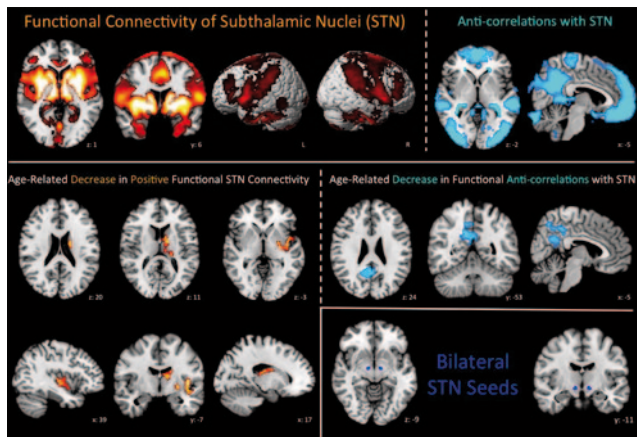 Functional Connectivity of Subthalamic Nuclei (STN)
Anti-correlations with STN
z: 1
y: 6
L
R
z: -2
x: -5
Age-Related Decrease in Positive Functional STN Connectivity
Age-Related Decrease in Functional Anti-correlations with STN
z: 20
z: 11
z: -3
z: 24
y: -53
x: -5
x: 39
y: -7
x: 17
Bilateral
STN Seeds
z: -9
y: -11